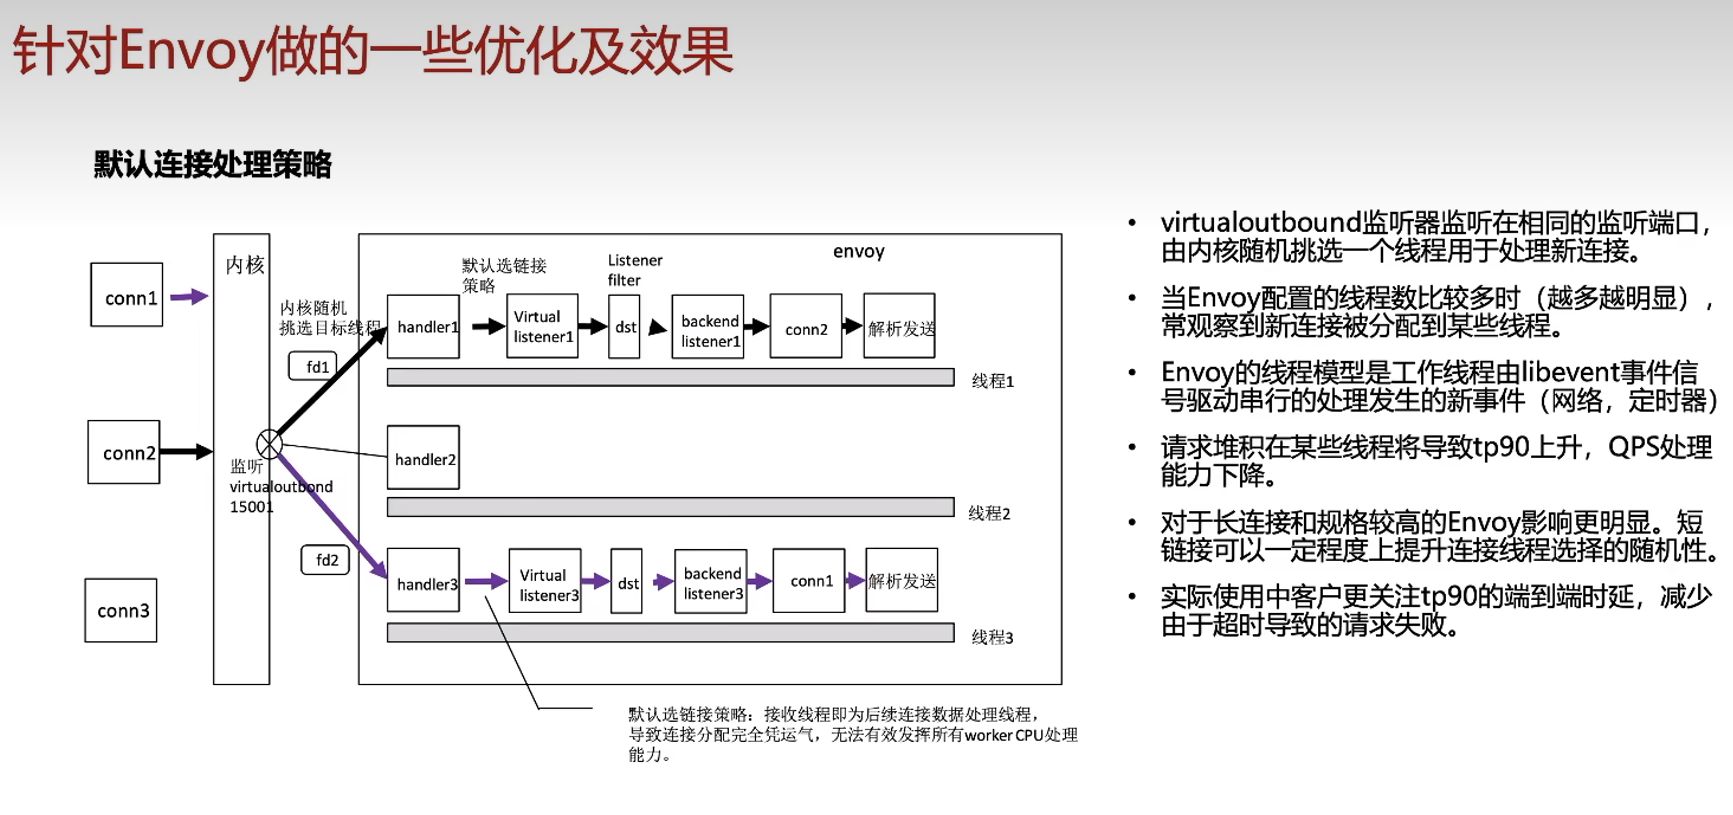 针对Envoy做的一些优化及效果
默认连接处理策略
conn1
conn2
conn3
内核
监听
virtualoutbond
15001
内核随机
挑选目标线程
fd1
fd2
envoy
默认选链接
策略
Listener
filter
handler1
Virtual
listener1
dst
backend
listener1
conn2
解析发送
线程1
handler2
线程2
handler3
Virtual
listener3
dst
backend
listener3
conn1
解析发送
线程3
默认选链接策略：接收线程即为后续连接数据处理线程，
导致连接分配完全凭运气，无法有效发挥所有worker CPU处理
能力。
• virtualoutbound监听器监听在相同的监听端口，
由内核随机挑选一个线程用于处理新连接。
• 当Envoy配置的线程数比较多时（越多越明显），
常观察到新连接被分配到某些线程。
• Envoy的线程模型是工作线程由libevent事件信
号驱动串行的处理发生的新事件（网络，定时器）
• 请求堆积在某些线程将导致tp90上升，QPS处理
能力下降。
• 对于长连接和规格较高的Envoy影响更明显。短
链接可以一定程度上提升连接线程选择的随机性。
• 实际使用中客户更关注tp90的端到端时延，减少
由于超时导致的请求失败。